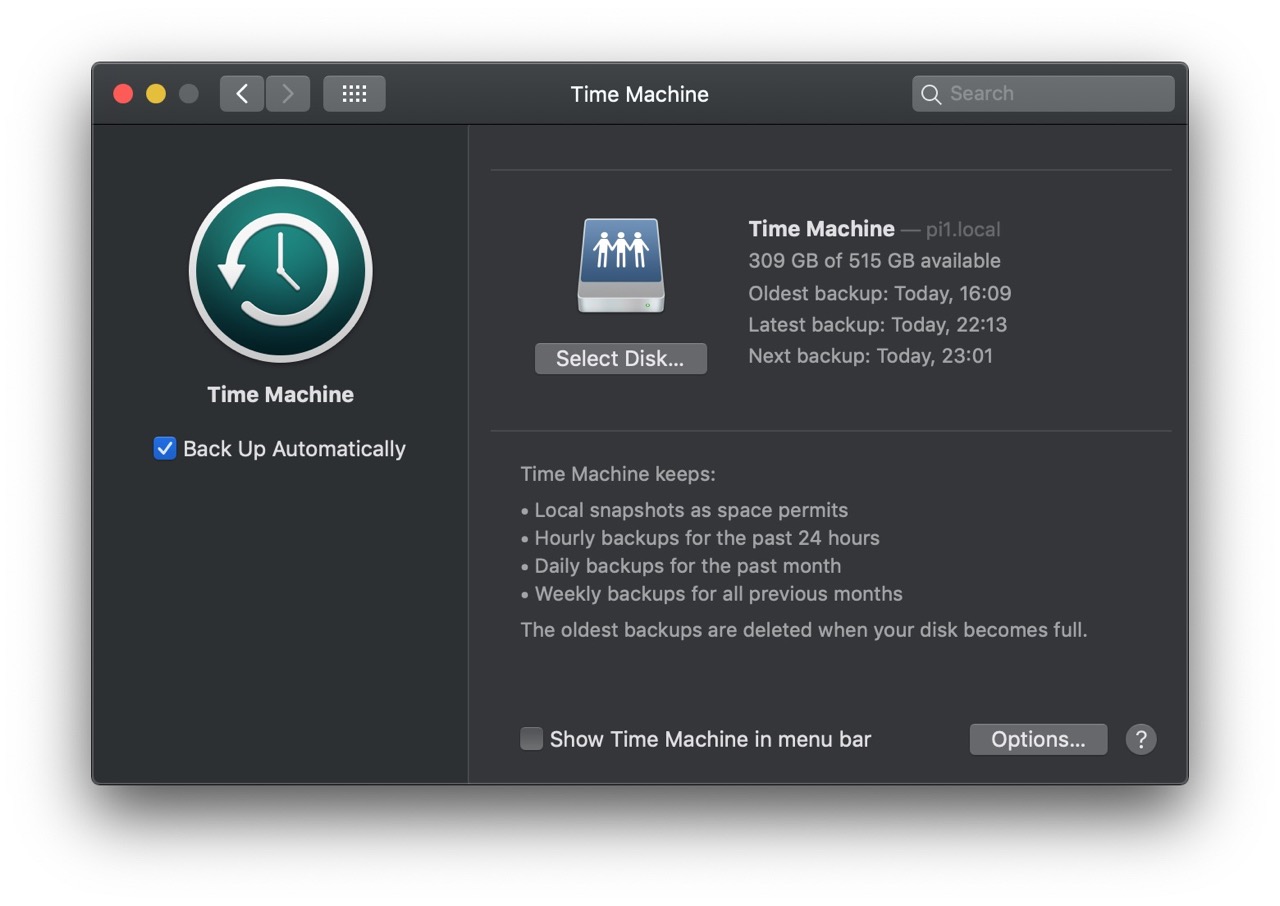 Time Machine
Search
Time Machine
Back Up Automatically
Time Machine — pi1.local
309 GB of 515 GB available
Oldest backup: Today, 16:09
Latest backup: Today, 22:13
Next backup: Today, 23:01
Select Disk...
Time Machine keeps:
• Local snapshots as space permits
• Hourly backups for the past 24 hours
• Daily backups for the past month
• Weekly backups for all previous months
The oldest backups are deleted when your disk becomes full.
Show Time Machine in menu bar
Options...
?